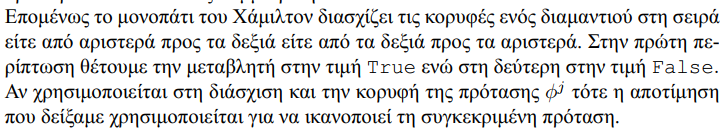 Επομένως το μονοπάτι του Χάμιλτον διασχίζει τις κορυφές ενός διαμαντιού στη σειρά
είτε από αριστερά προς τα δεξιά είτε από τα δεξιά προς τα αριστερά. Στην πρώτη πε-
ρίπτωση θέτουμε την μεταβλητή στην τιμή True ενώ στη δεύτερη στην τιμή False.
Αν χρησιμοποιείται στη διάσχιση και την κορυφή της πρότασης ϕʲ τότε η αποτίμηση
που δείξαμε χρησιμοποιείται για να ικανοποιεί τη συγκεκριμένη πρόταση.